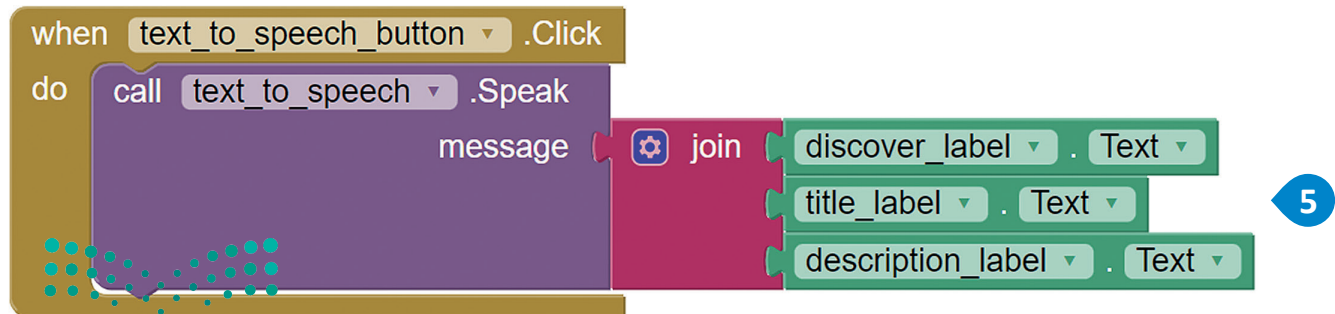 when text_to_speech_button .Click
do call text_to_speech .Speak
message join discover_label . Text
title_label . Text
5
description_label . Text